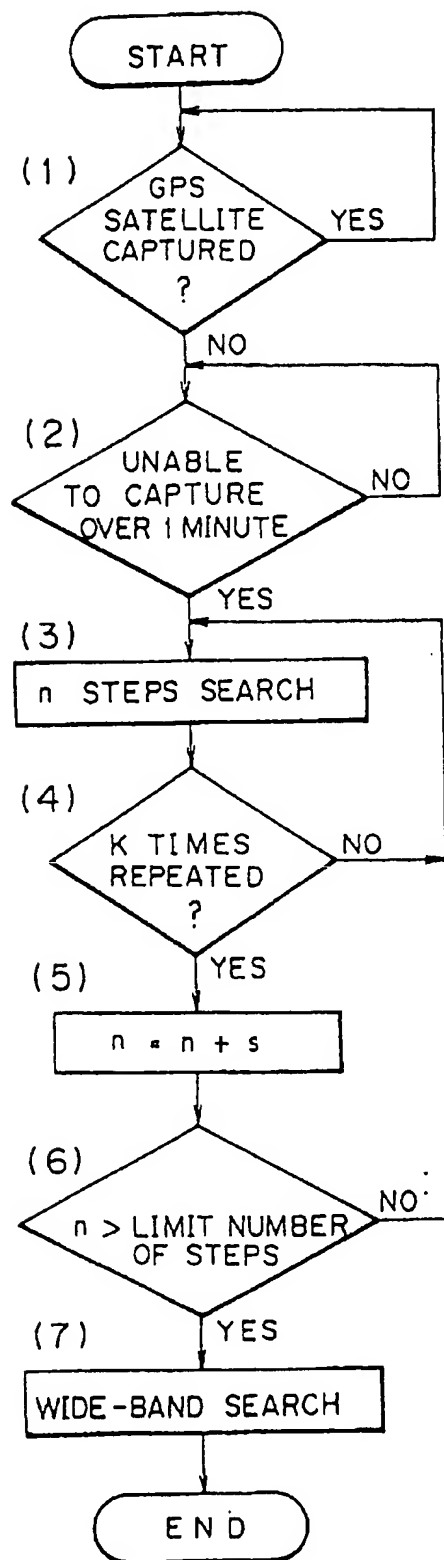 START
(1)
GPS
SATELLITE
CAPTURED
?
YES
NO
(2)
UNABLE
TO CAPTURE
OVER 1 MINUTE
NO
YES
(3)
n STEPS SEARCH
(4)
K TIMES
REPEATED
?
NO
YES
(5)
n = n + s
(6)
n > LIMIT NUMBER
OF STEPS
NO
YES
(7)
WIDE-BAND SEARCH
END